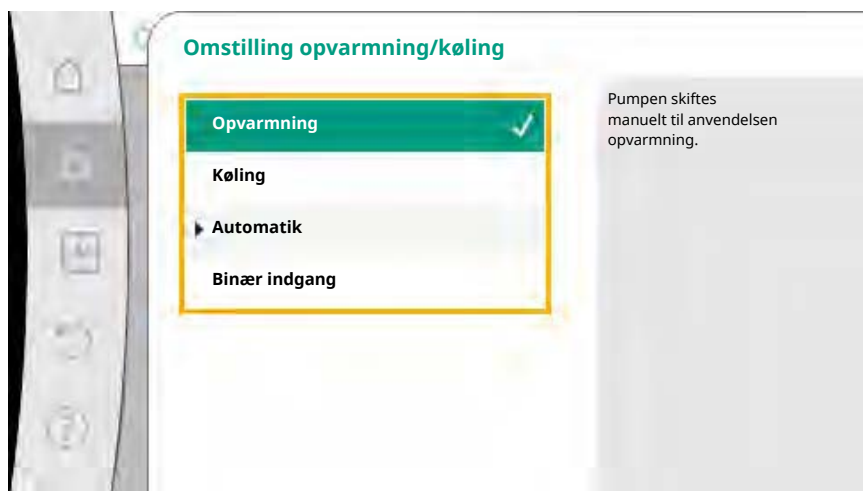 Omstilling opvarmning/køling
Opvarmning
Køling
Automatik
Binær indgang
Pumpen skiftes
manuelt til anvendelsen
opvarmning.